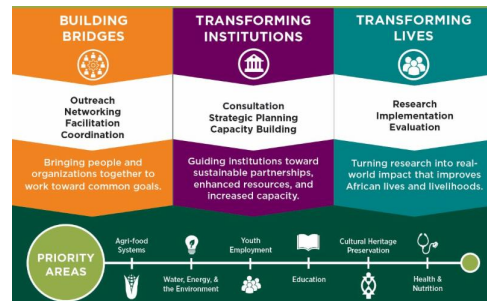 BUILDING
BRIDGES
Outreach
Networking
Facilitation
Coordination
Bringing people and
organizations together to
work toward common goals.
TRANSFORMING
INSTITUTIONS
Consultation
Strategic Planning
Capacity Building
Guiding institutions toward
sustainable partnerships,
enhanced resources, and
increased capacity.
TRANSFORMING
LIVES
Research
Implementation
Evaluation
Turning research into real-
world impact that improves
African lives and livelihoods.
PRIORITY
AREAS
Agri-food
Systems
Water, Energy, &
the Environment
Youth
Employment
Education
Cultural Heritage
Preservation
Health &
Nutrition